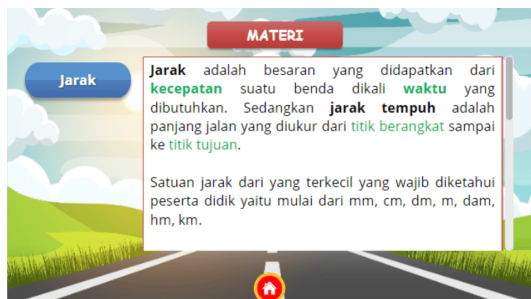 MATERI
Jarak
Jarak adalah besaran yang didapatkan dari
kecepatan suatu benda dikali waktu yang
dibutuhkan. Sedangkan jarak tempuh adalah
panjang jalan yang diukur dari titik berangkat sampai
ke titik tujuan.
Satuan jarak dari yang terkecil yang wajib diketahui
peserta didik yaitu mulai dari mm, cm, dm, m, dam,
hm, km.